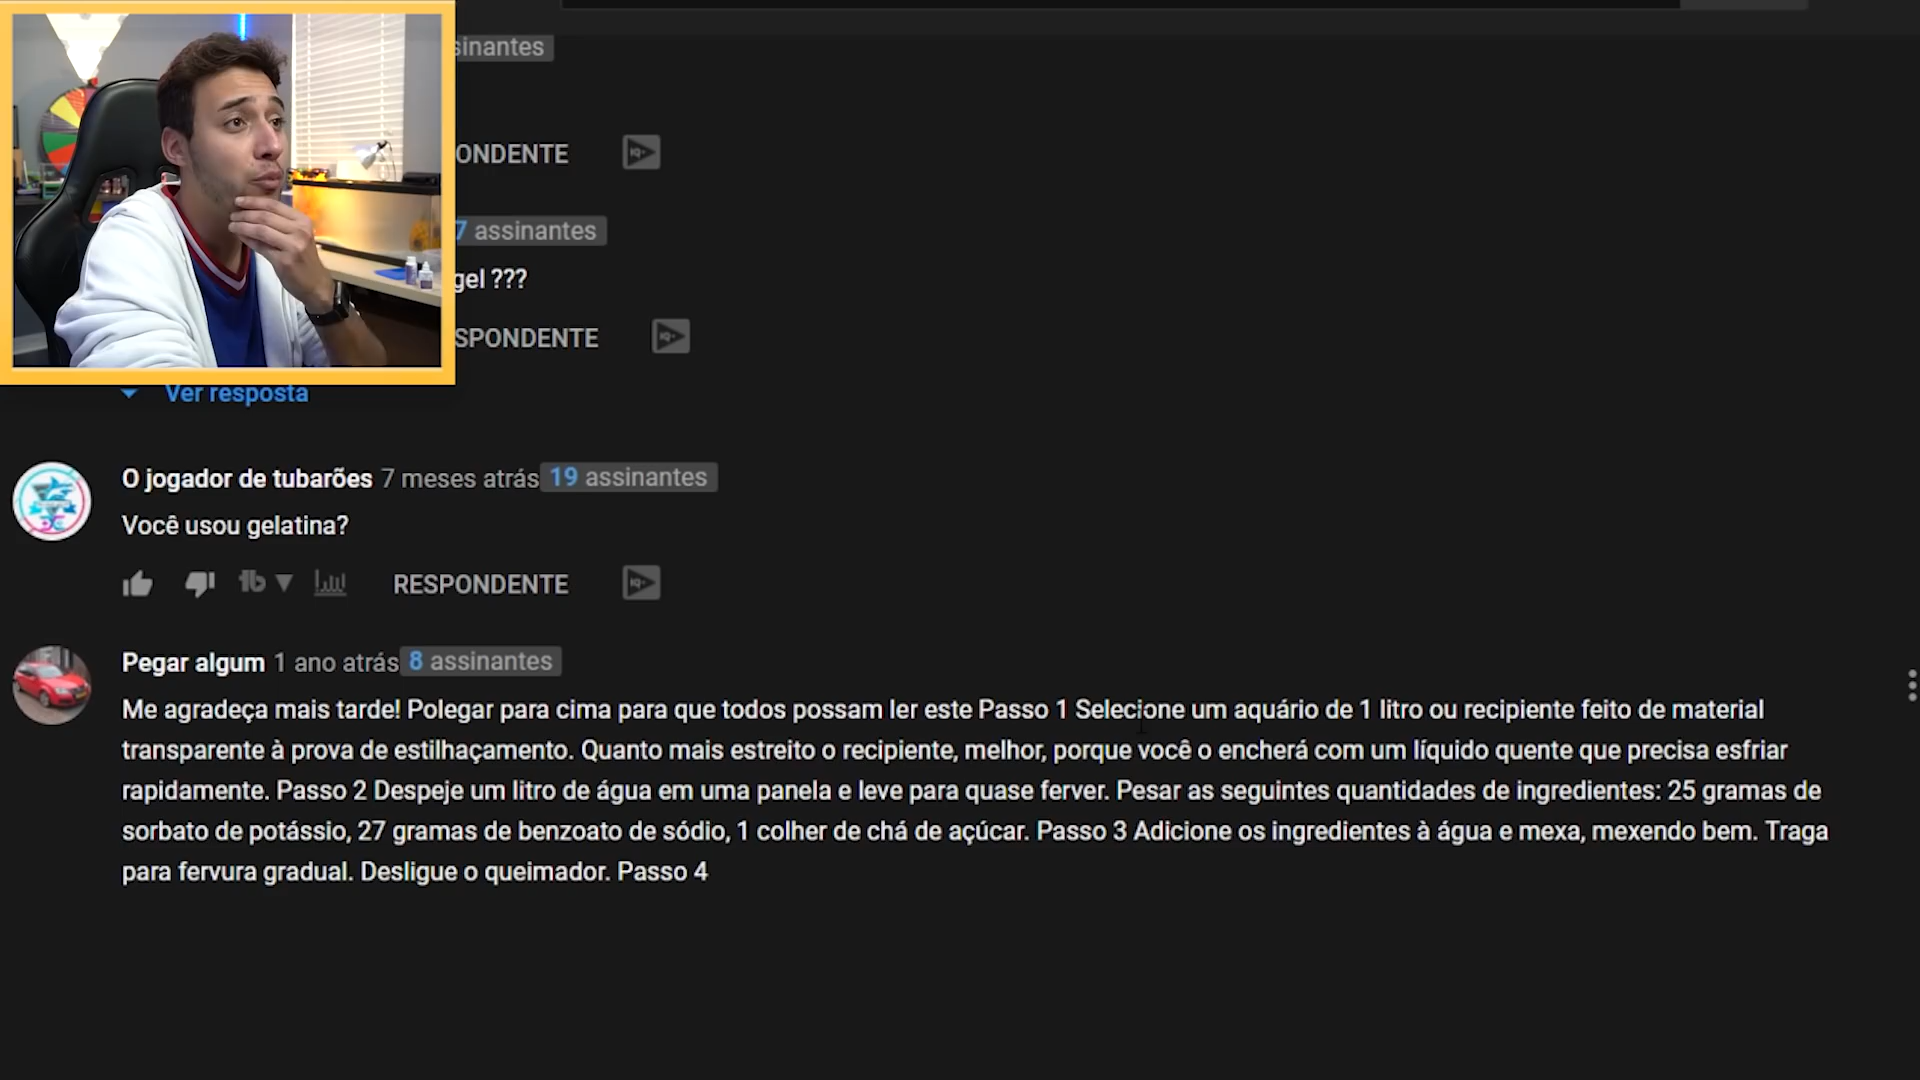 sinantes
ONDENTE
7 assinantes
gel ???
SPONDENTE
Ver resposta
O jogador de tubarões 7 meses atrás 19 assinantes
Você usou gelatina?
RESPONDENTE
Pegar algum 1 ano atrás 8 assinantes
Me agradeça mais tarde! Polegar para cima para que todos possam ler este Passo 1 Selecione um aquário de 1 litro ou recipiente feito de material
transparente à prova de estilhaçamento. Quanto mais estreito o recipiente, melhor, porque você o encherá com um líquido quente que precisa esfriar
rapidamente. Passo 2 Despeje um litro de água em uma panela e leve para quase ferver. Pesar as seguintes quantidades de ingredientes: 25 gramas de
sorbato de potássio, 27 gramas de benzoato de sódio, 1 colher de chá de açúcar. Passo 3 Adicione os ingredientes à água e mexa, mexendo bem. Traga
para fervura gradual. Desligue o queimador. Passo 4